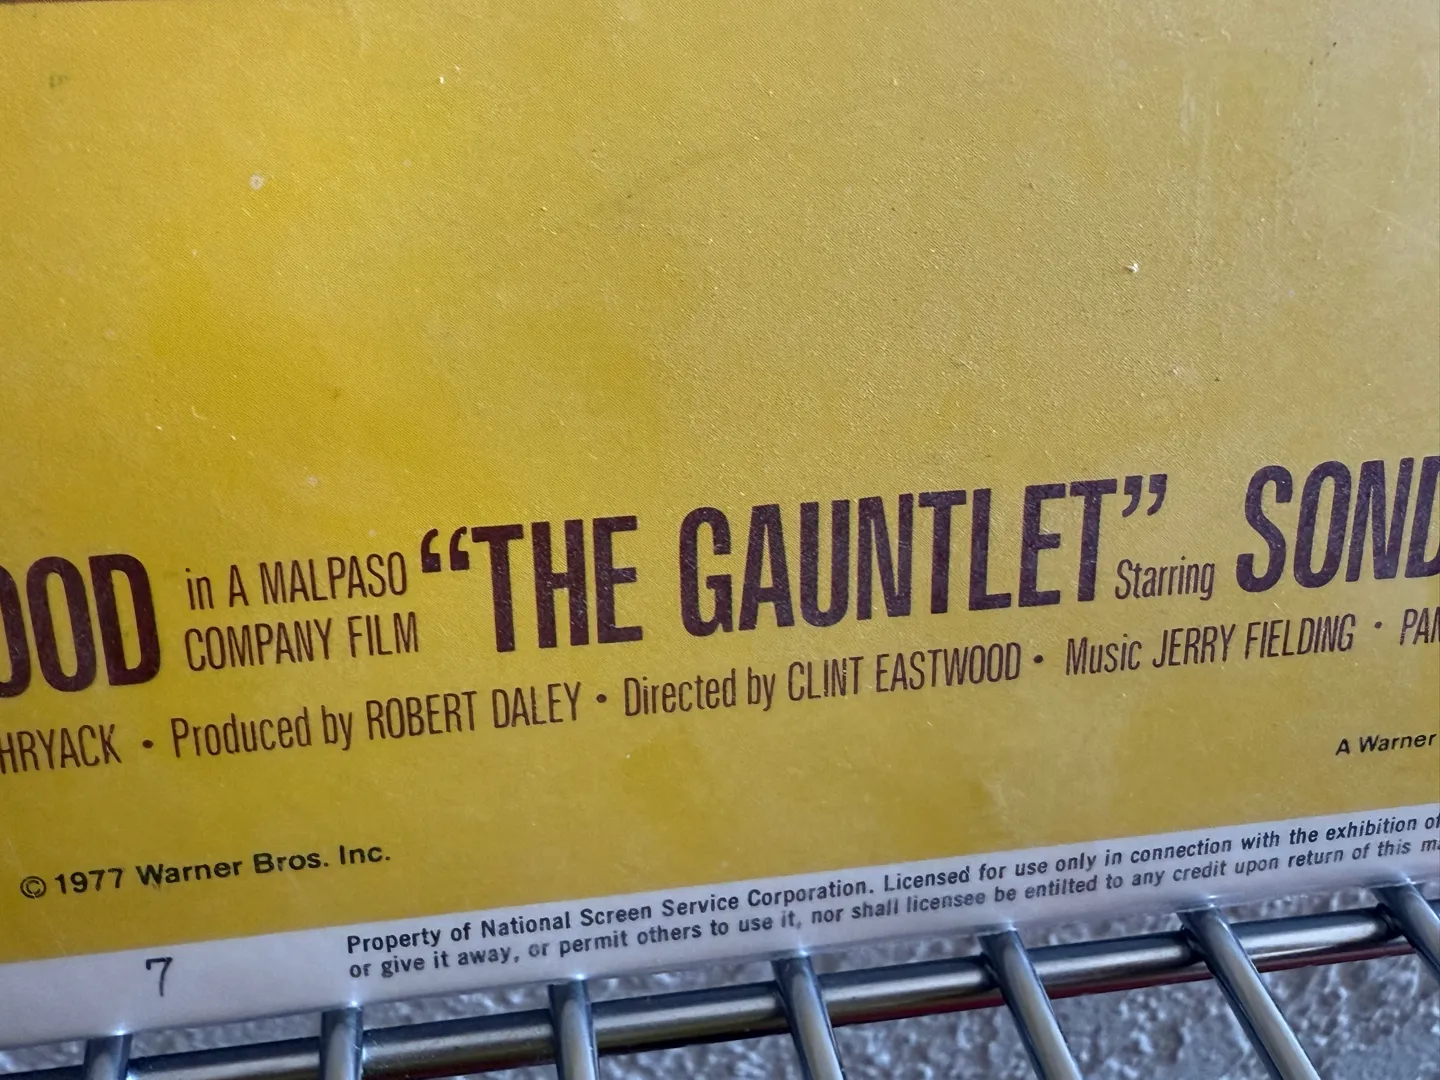 OOD in A MALPASO COMPANY FILM “THE GAUNTLET” Starring SOND
HRYACK • Produced by ROBERT DALEY • Directed by CLINT EASTWOOD • Music JERRY FIELDING • PAN
A Warner
© 1977 Warner Bros. Inc.
Property of National Screen Service Corporation. Licensed for use only in connection with the exhibition of
or give it away, or permit others to use it, nor shall licensee be entilted to any credit upon return of this m
7